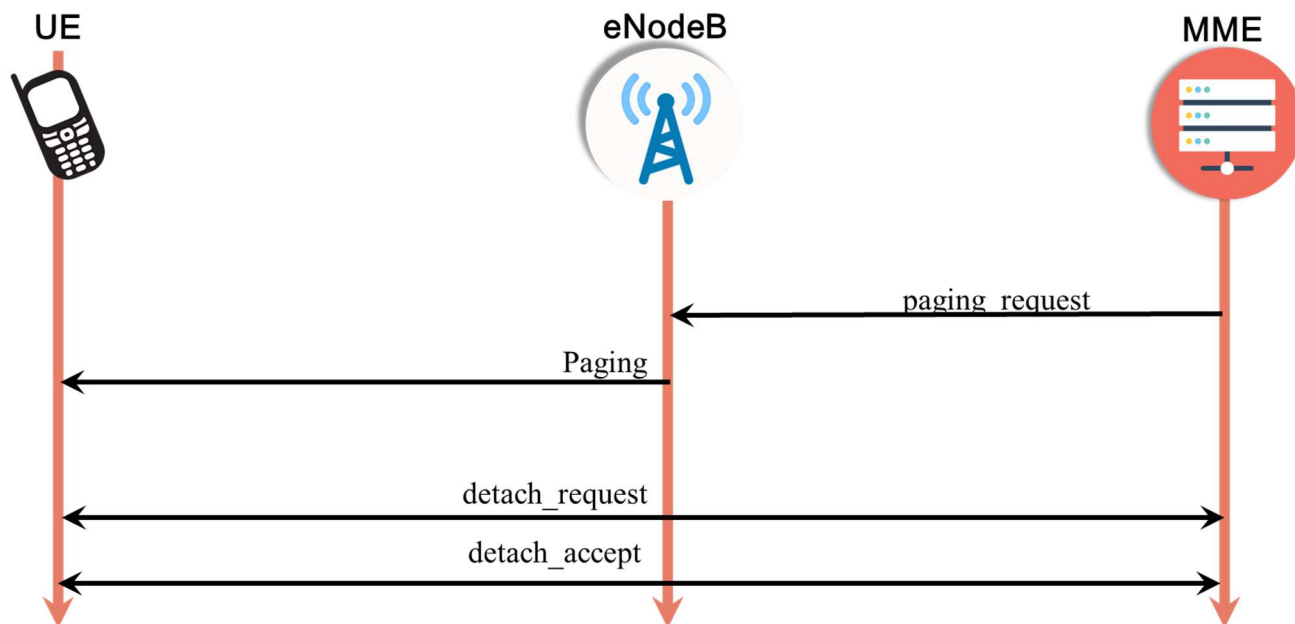 UE
eNodeB
MME
paging_request
Paging
detach_request
detach_accept